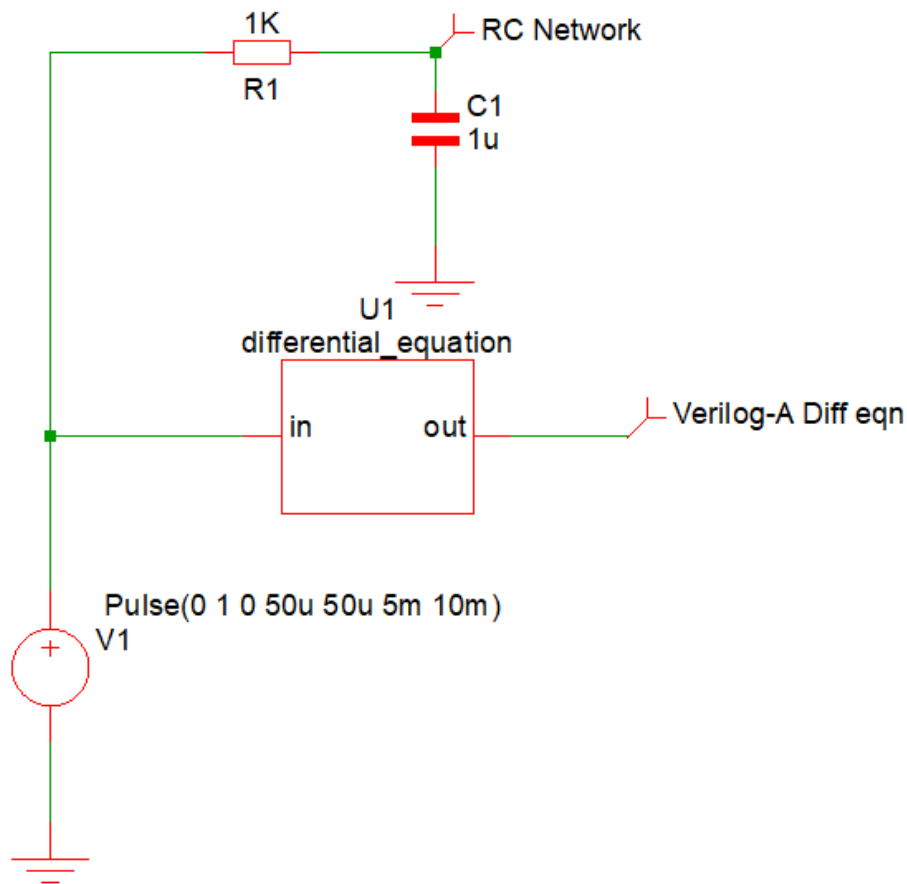 1K
RC Network
R1
C1
1u
U1
differential_equation
in
out
Verilog-A Diff eqn
Pulse(0 1 0 50u 50u 5m 10m)
V1